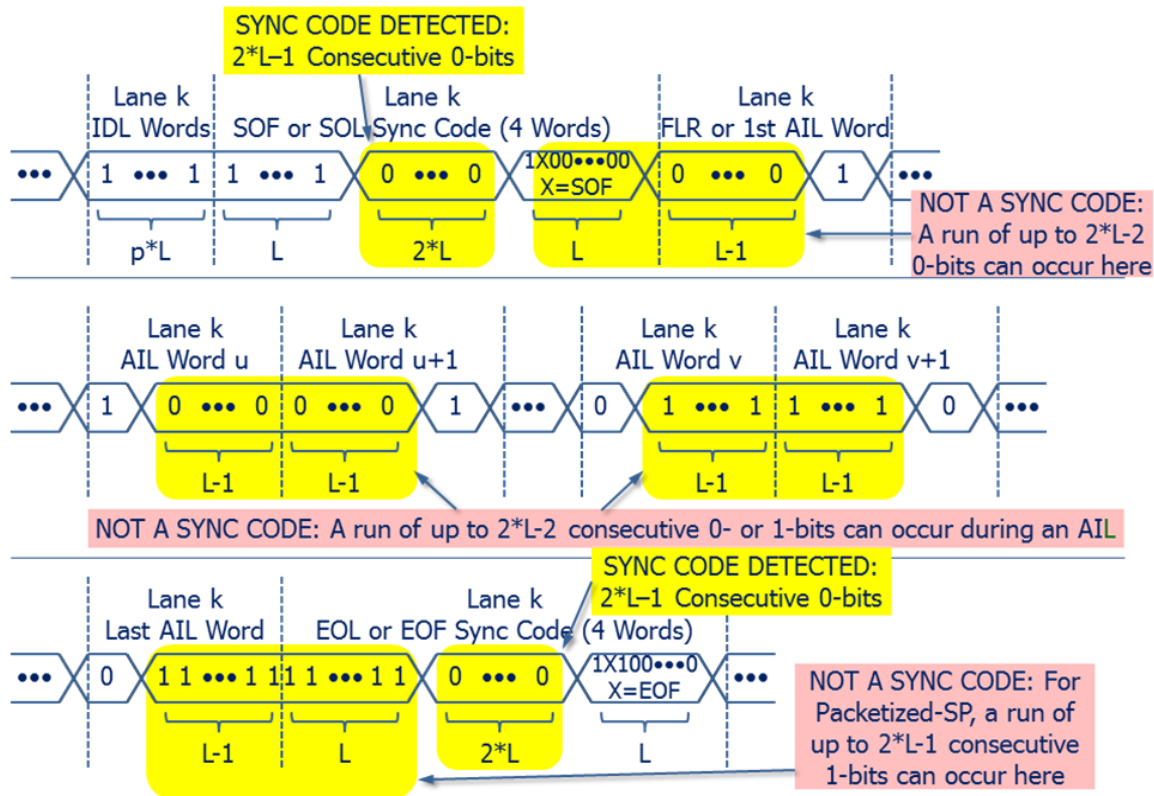 SYNC CODE DETECTED:
2*L–1 Consecutive 0-bits
Lane k
IDL Words
Lane k
SOF or SOL Sync Code (4 Words)
Lane k
FLR or 1st AIL Word
••• 1 ••• 1 1 ••• 1 0 ••• 0 1X00•••00 0 ••• 0 1 •••
X=SOF
p*L L 2*L L L-1
NOT A SYNC CODE:
A run of up to 2*L-2
0-bits can occur here
Lane k
AIL Word u
Lane k
AIL Word u+1
Lane k
AIL Word v
Lane k
AIL Word v+1
••• 1 0 ••• 0 0 ••• 0 1 ••• 0 1 ••• 1 1 ••• 1 0 •••
L-1 L-1 L-1 L-1
NOT A SYNC CODE: A run of up to 2*L-2 consecutive 0- or 1-bits can occur during an AIL
SYNC CODE DETECTED:
2*L–1 Consecutive 0-bits
Lane k
Last AIL Word
Lane k
EOL or EOF Sync Code (4 Words)
••• 0 1 1 ••• 1 1 1 1 ••• 1 1 0 ••• 0 1X100•••0 •••
X=EOF
L-1 L 2*L L
NOT A SYNC CODE: For
Packetized-SP, a run of
up to 2*L-1 consecutive
1-bits can occur here